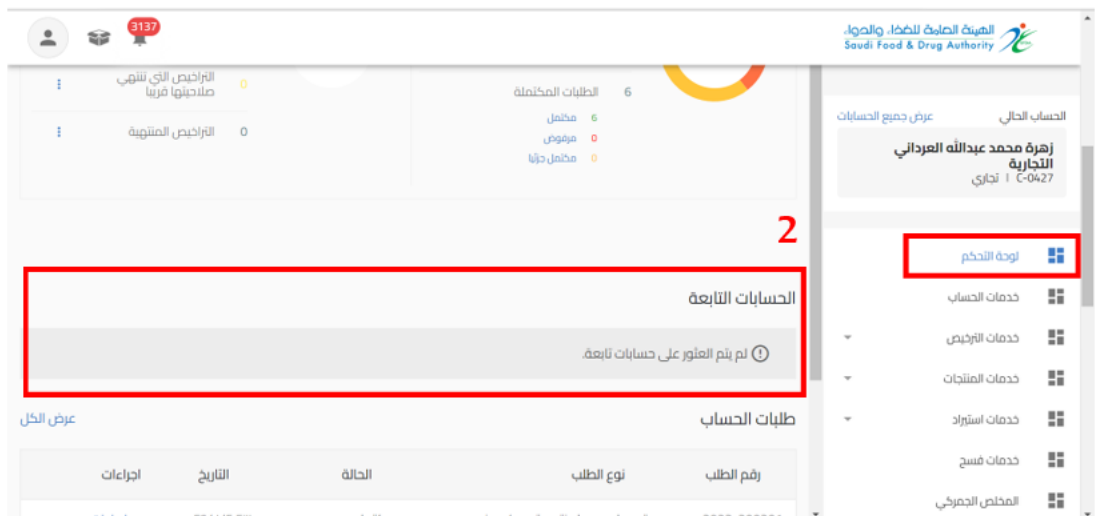 3137
الهيئة العامة للغذاء والدواء
Saudi Food & Drug Authority
الحساب الحالي
عرض جميع الحسابات
زهرة محمد عبدالله العرداني
التجارية
C-0427 | تجاري
لوحة التحكم
خدمات الحساب
خدمات الترخيص
خدمات المنتجات
خدمات استيراد
خدمات فسح
المخلص الجمركي
6 الطلبات المكتملة
6 مكتمل
0 مرفوض
0 مكتمل جزئيا
0 التراخيص التي تنتهي
صلاحيتها قريبا
0 التراخيص المنتهية
2
الحسابات التابعة
لم يتم العثور على حسابات تابعة.
طلبات الحساب
عرض الكل
رقم الطلب نوع الطلب الحالة التاريخ اجراءات